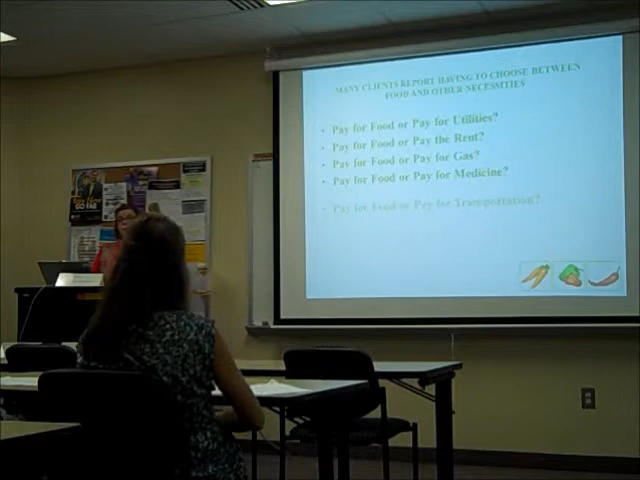 MANY CLIENTS REPORT HAVING TO CHOOSE BETWEEN
FOOD AND OTHER NECESSITIES
• Pay for Food or Pay for Utilities?
• Pay for Food or Pay the Rent?
• Pay for Food or Pay for Gas?
• Pay for Food or Pay for Medicine?
• Pay for Food or Pay for Transportation?
GO FAR